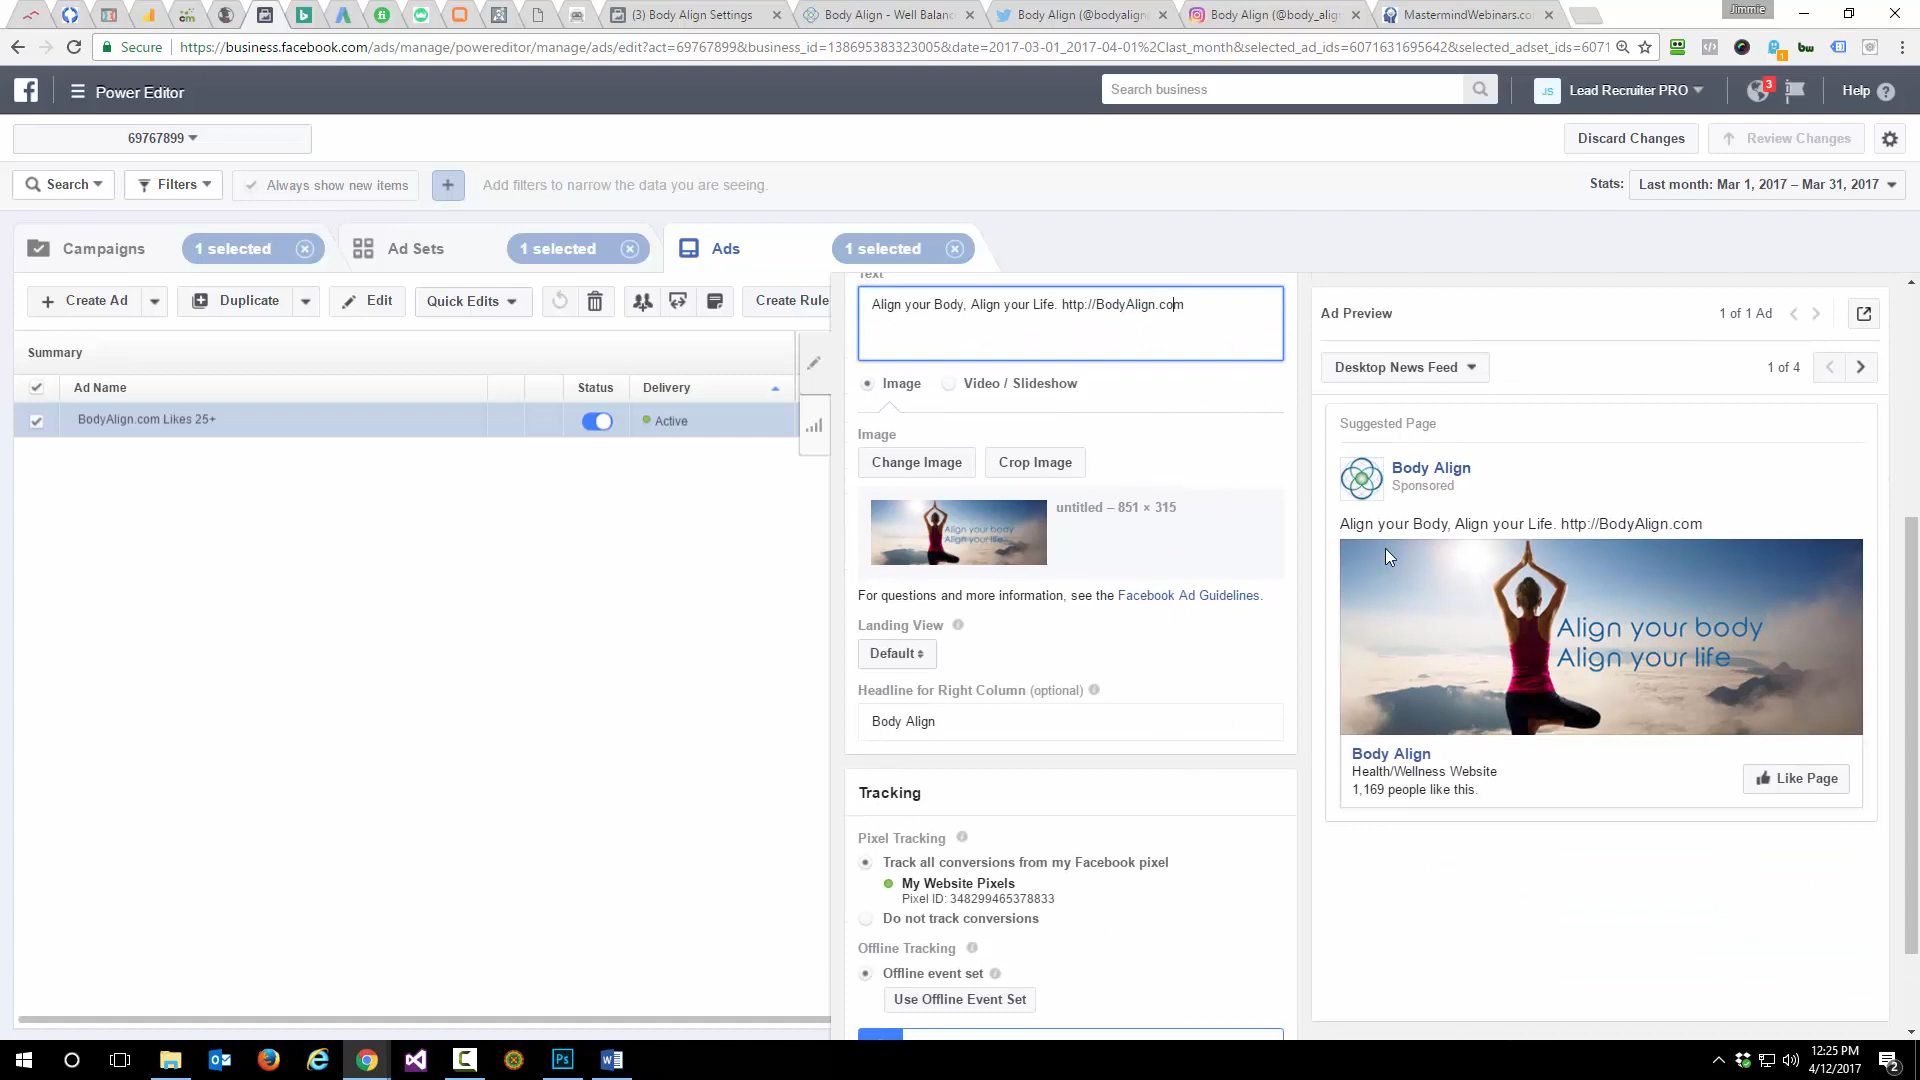 (3) Body Align Settings
Body Align - Well Balanc
Body Align (@bodyalign
Body Align (@body_alig
MastermindWebinars.co
Jimmie
Secure
https://business.facebook.com/ads/manage/powereditor/manage/ads/edit?act=69767899&business_id=138695383323005&date=2017-03-01_2017-04-01%2Clast_month&selected_ad_ids=6071631695642&selected_adset_ids=6071
Power Editor
Search business
JS
Lead Recruiter PRO
3
Help
69767899
Discard Changes
Review Changes
Search
Filters
Always show new items
Add filters to narrow the data you are seeing.
Stats:
Last month: Mar 1, 2017 – Mar 31, 2017
Campaigns
1 selected
Ad Sets
1 selected
Ads
1 selected
Create Ad
Duplicate
Edit
Quick Edits
Create Rule
Summary
Ad Name
Status
Delivery
BodyAlign.com Likes 25+
Active
Text
Align your Body, Align your Life. http://BodyAlign.com
Image
Video / Slideshow
Image
Change Image
Crop Image
Align your body
Align your life
untitled – 851 × 315
For questions and more information, see the Facebook Ad Guidelines.
Landing View
Default
Headline for Right Column (optional)
Body Align
Tracking
Pixel Tracking
Track all conversions from my Facebook pixel
My Website Pixels
Pixel ID: 348299465378833
Do not track conversions
Offline Tracking
Offline event set
Use Offline Event Set
Ad Preview
1 of 1 Ad
Desktop News Feed
1 of 4
Suggested Page
Body Align
Sponsored
Align your Body, Align your Life. http://BodyAlign.com
Align your body
Align your life
Body Align
Health/Wellness Website
1,169 people like this.
Like Page
12:25 PM
4/12/2017
2